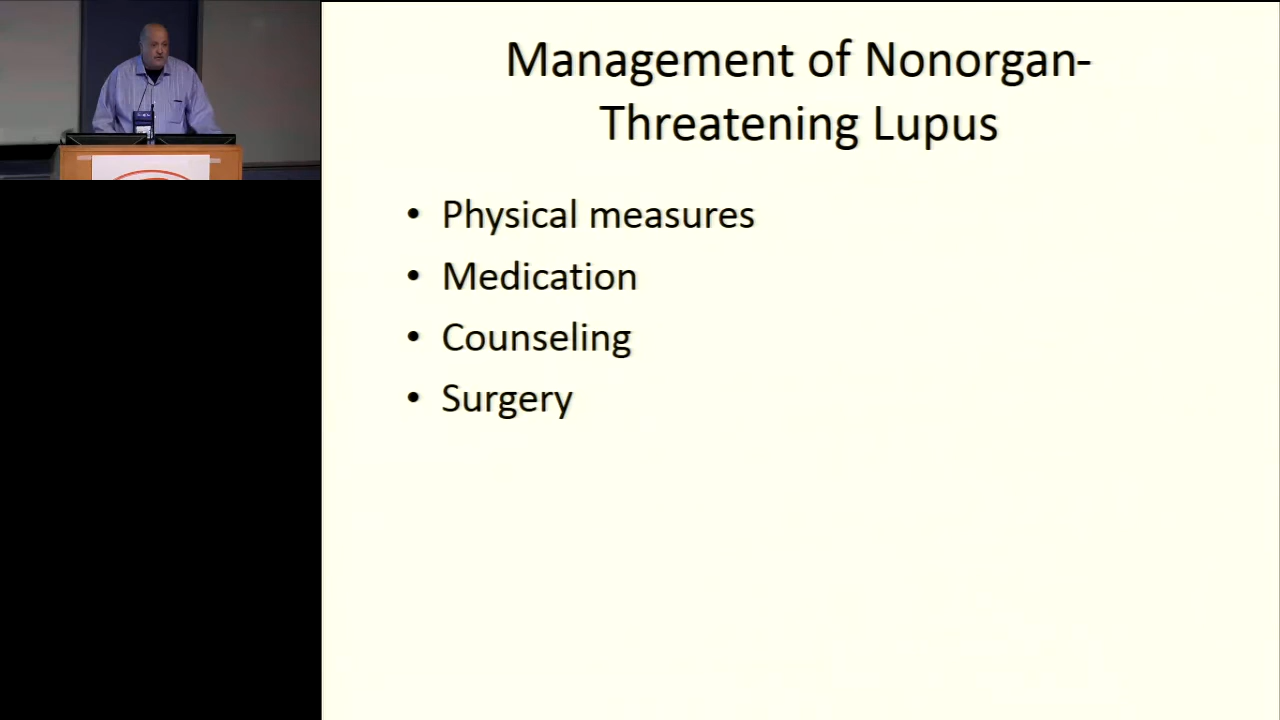 Management of Nonorgan-
Threatening Lupus
• Physical measures
• Medication
• Counseling
• Surgery